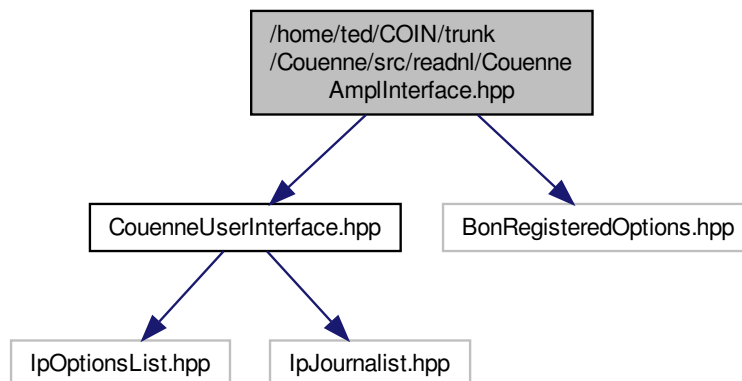 /home/ted/COIN/trunk
/Couenne/src/readnl/Couenne
AmplInterface.hpp
CouenneUserInterface.hpp
BonRegisteredOptions.hpp
IpOptionsList.hpp
IpJournalist.hpp